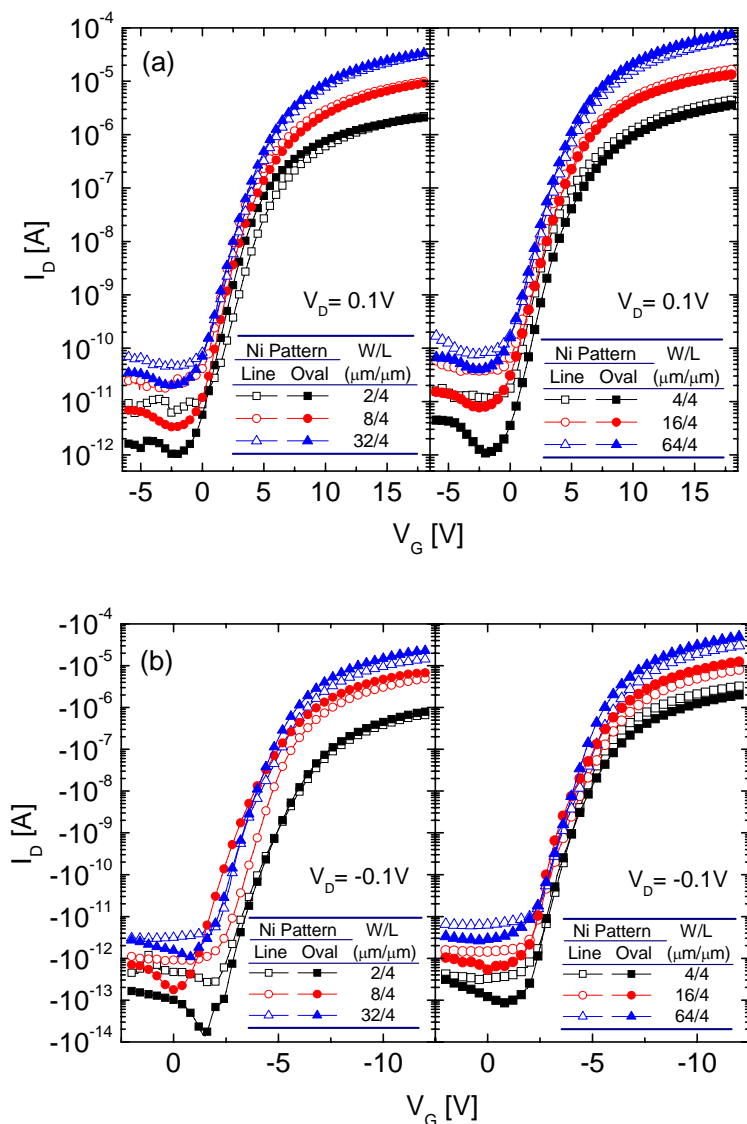 (a)
10^-4
10^-5
10^-6
10^-7
10^-8
10^-9
10^-10
10^-11
10^-12
I_D [A]
V_D= 0.1V
Ni Pattern W/L
Line Oval (μm/μm)
2/4
8/4
32/4
V_D= 0.1V
Ni Pattern W/L
Line Oval (μm/μm)
4/4
16/4
64/4
-5 0 5 10 15 -5 0 5 10 15
V_G [V]
(b)
-10^-4
-10^-5
-10^-6
-10^-7
-10^-8
-10^-9
-10^-10
-10^-11
-10^-12
-10^-13
-10^-14
I_D [A]
V_D= -0.1V
Ni Pattern W/L
Line Oval (μm/μm)
2/4
8/4
32/4
V_D= -0.1V
Ni Pattern W/L
Line Oval (μm/μm)
4/4
16/4
64/4
0 -5 -10 0 -5 -10
V_G [V]